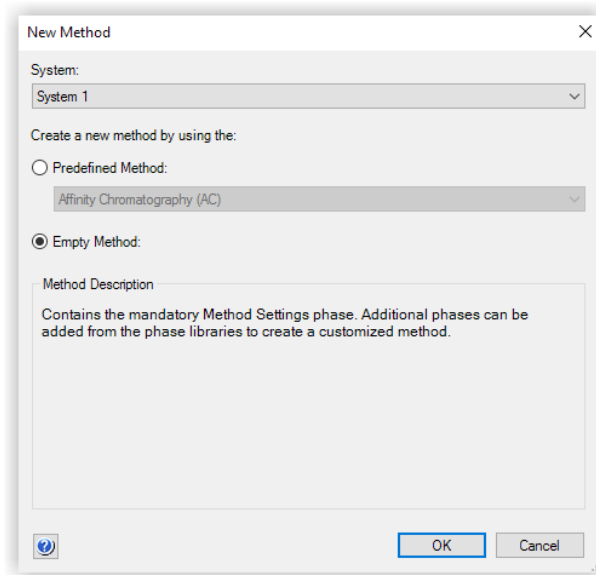 New Method
System:
System 1
Create a new method by using the:
Predefined Method:
Affinity Chromatography (AC)
Empty Method:
Method Description
Contains the mandatory Method Settings phase. Additional phases can be
added from the phase libraries to create a customized method.
OK
Cancel